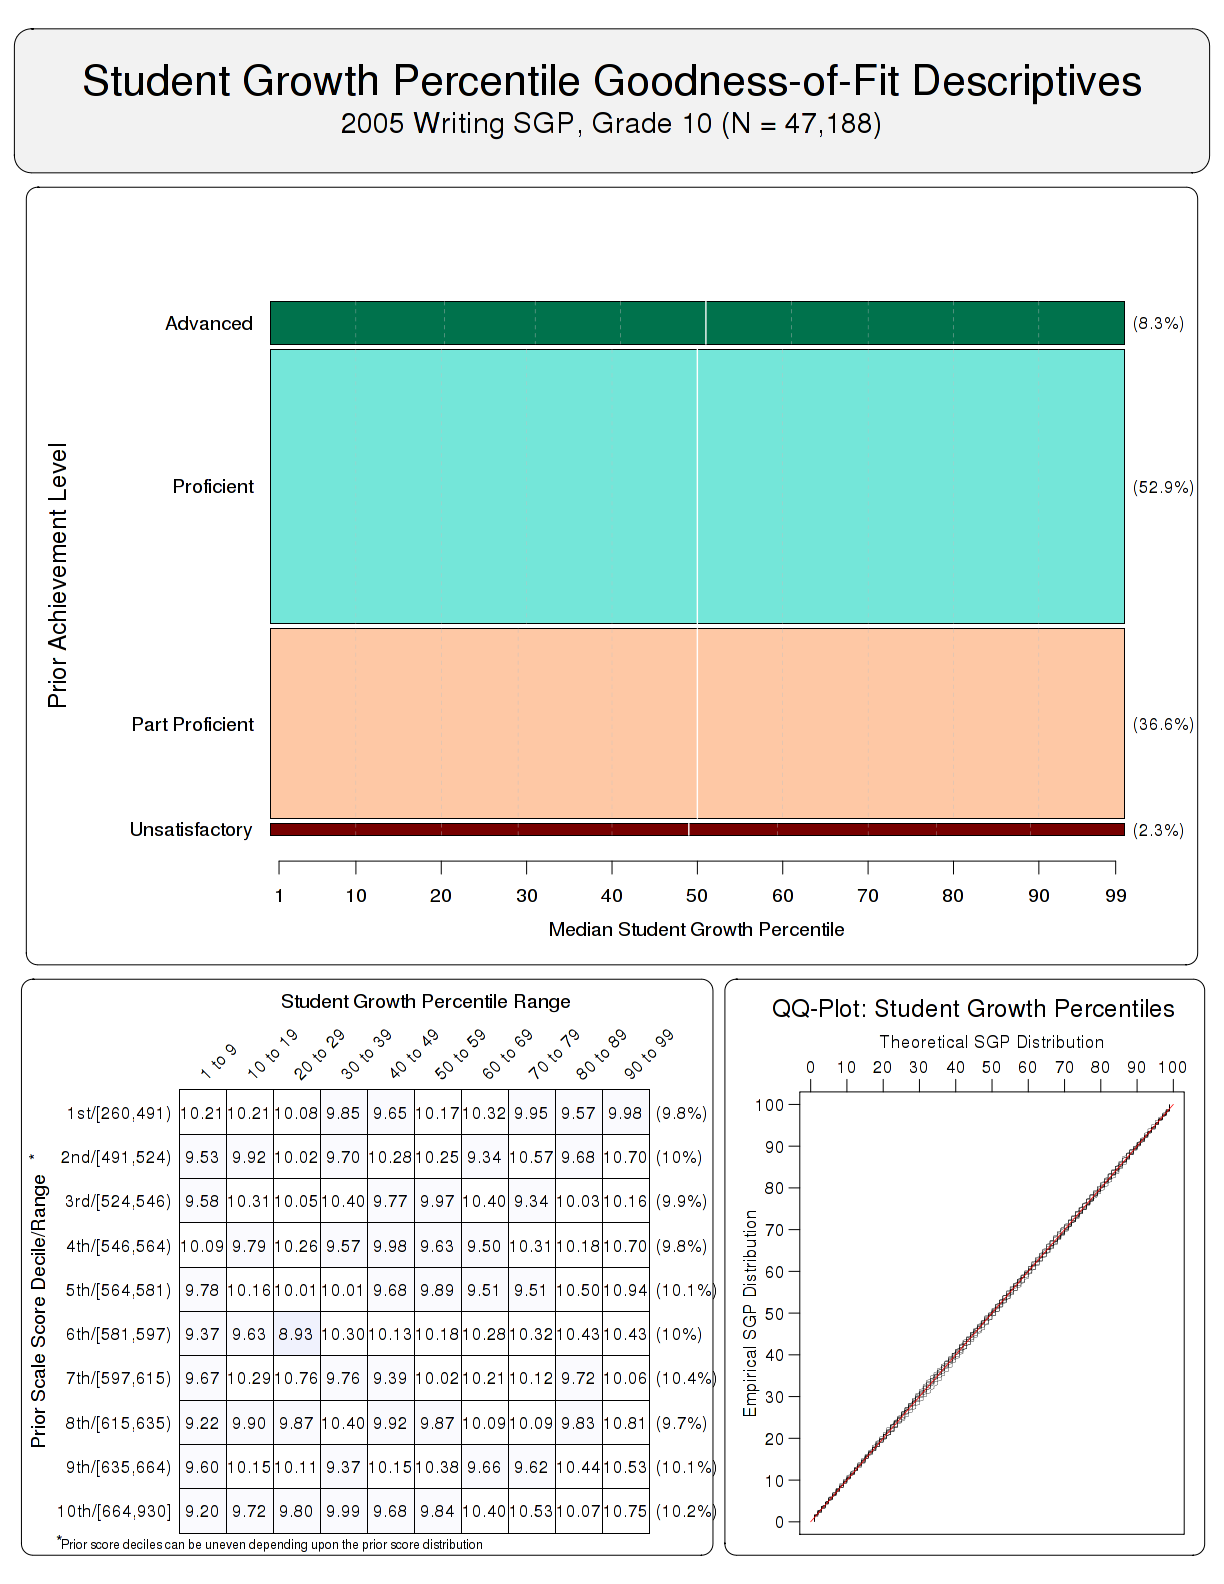 Student Growth Percentile Goodness-of-Fit Descriptives
2005 Writing SGP, Grade 10 (N = 47,188)
Prior Achievement Level
Advanced (8.3%)
Proficient (52.9%)
Part Proficient (36.6%)
Unsatisfactory (2.3%)
1 10 20 30 40 50 60 70 80 90 99
Median Student Growth Percentile
Student Growth Percentile Range
1 to 9 10 to 19 20 to 29 30 to 39 40 to 49 50 to 59 60 to 69 70 to 79 80 to 89 90 to 99
Prior Scale Score Decile/Range *
1st/[260,491) 10.21 10.21 10.08 9.85 9.65 10.17 10.32 9.95 9.57 9.98 (9.8%)
2nd/[491,524) 9.53 9.92 10.02 9.70 10.28 10.25 9.34 10.57 9.68 10.70 (10%)
3rd/[524,546) 9.58 10.31 10.05 10.40 9.77 9.97 10.40 9.34 10.03 10.16 (9.9%)
4th/[546,564) 10.09 9.79 10.26 9.57 9.98 9.63 9.50 10.31 10.18 10.70 (9.8%)
5th/[564,581) 9.78 10.16 10.01 10.01 9.68 9.89 9.51 9.51 10.50 10.94 (10.1%)
6th/[581,597) 9.37 9.63 8.93 10.30 10.13 10.18 10.28 10.32 10.43 10.43 (10%)
7th/[597,615) 9.67 10.29 10.76 9.76 9.39 10.02 10.21 10.12 9.72 10.06 (10.4%)
8th/[615,635) 9.22 9.90 9.87 10.40 9.92 9.87 10.09 10.09 9.83 10.81 (9.7%)
9th/[635,664) 9.60 10.15 10.11 9.37 10.15 10.38 9.66 9.62 10.44 10.53 (10.1%)
10th/[664,930] 9.20 9.72 9.80 9.99 9.68 9.84 10.40 10.53 10.07 10.75 (10.2%)
*Prior score deciles can be uneven depending upon the prior score distribution
QQ-Plot: Student Growth Percentiles
Theoretical SGP Distribution
0 10 20 30 40 50 60 70 80 90 100
Empirical SGP Distribution
100
90
80
70
60
50
40
30
20
10
0